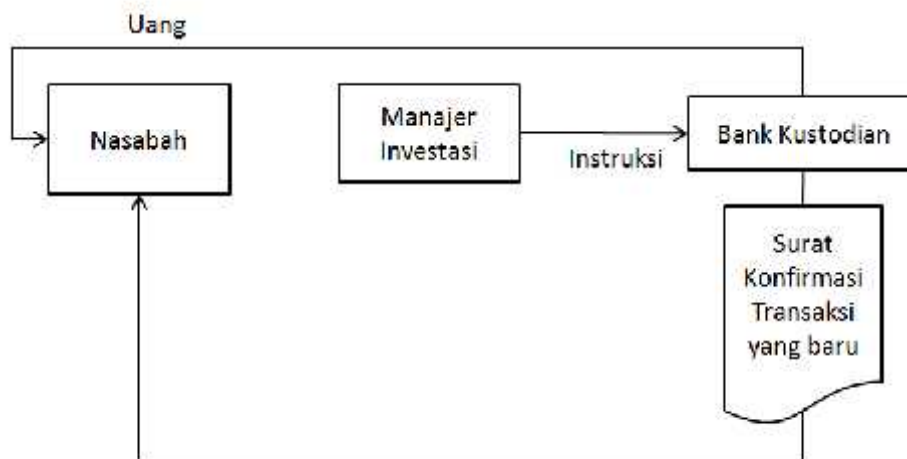 Uang
Nasabah
Manajer
Investasi
Instruksi
Bank Kustodian
Surat
Konfirmasi
Transaksi
yang baru